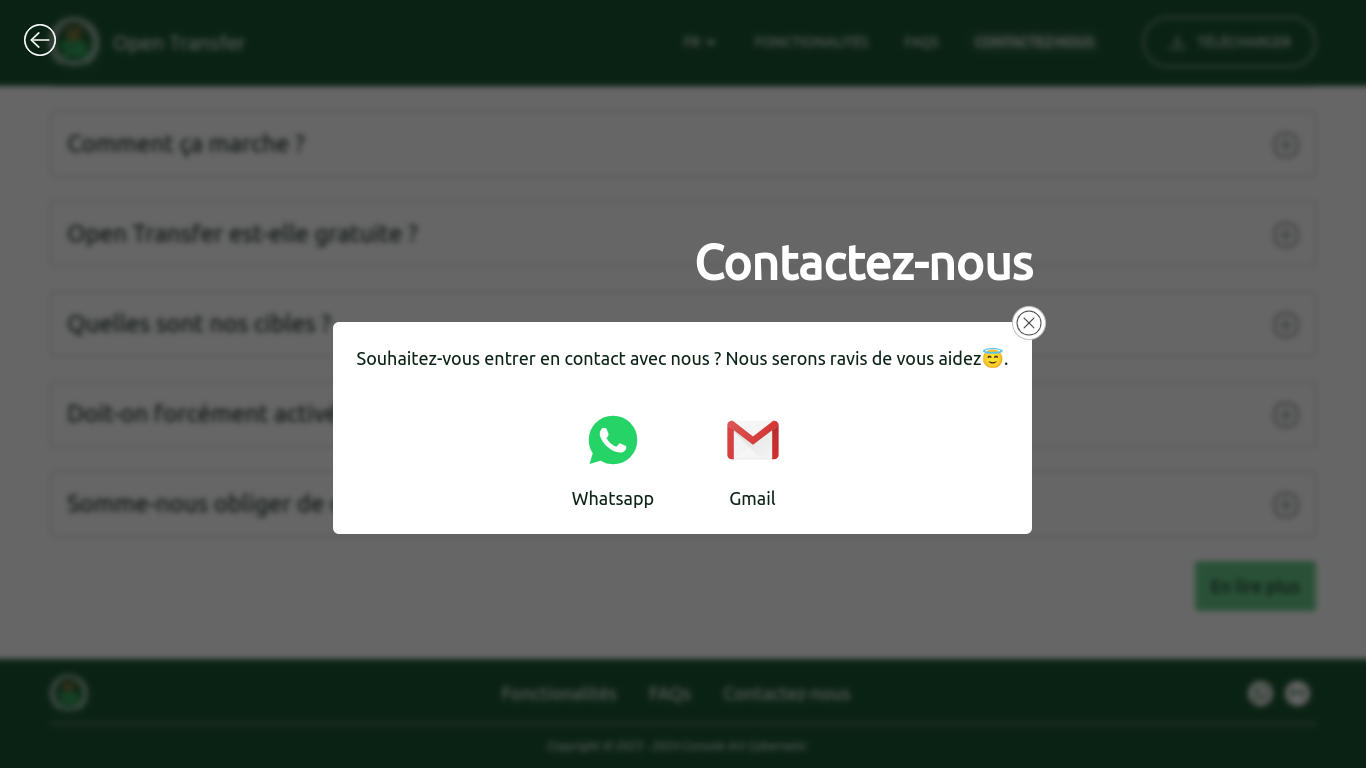 Open Transfer
FR
FONCTIONALITÉS
FAQS
CONTACTEZ-NOUS
TÉLÉCHARGER
Comment ça marche ?
Open Transfer est-elle gratuite ?
Contactez-nous
Quelles sont nos cibles ?
Souhaitez-vous entrer en contact avec nous ? Nous serons ravis de vous aidez😇.
Doit-on forcément activé
Whatsapp
Gmail
Somme-nous obliger de
En lire plus
Fonctionalités
FAQs
Contactez-nous